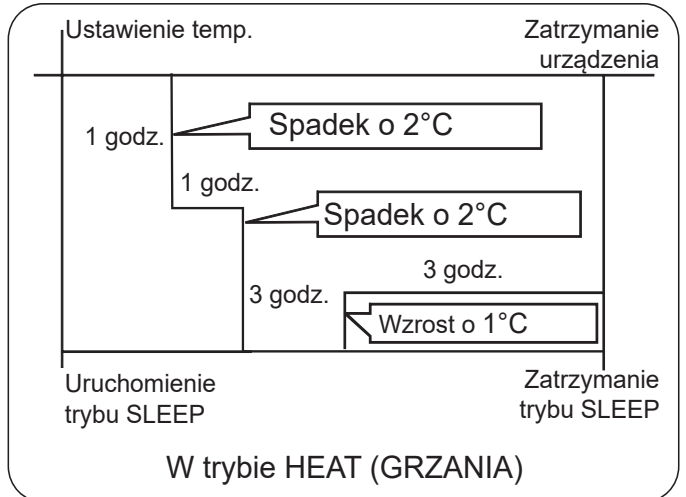 Ustawienie temp.
Zatrzymanie
urządzenia
1 godz.
Spadek o 2°C
1 godz.
Spadek o 2°C
3 godz.
3 godz.
Wzrost o 1°C
Uruchomienie
trybu SLEEP
Zatrzymanie
trybu SLEEP
W trybie HEAT (GRZANIA)